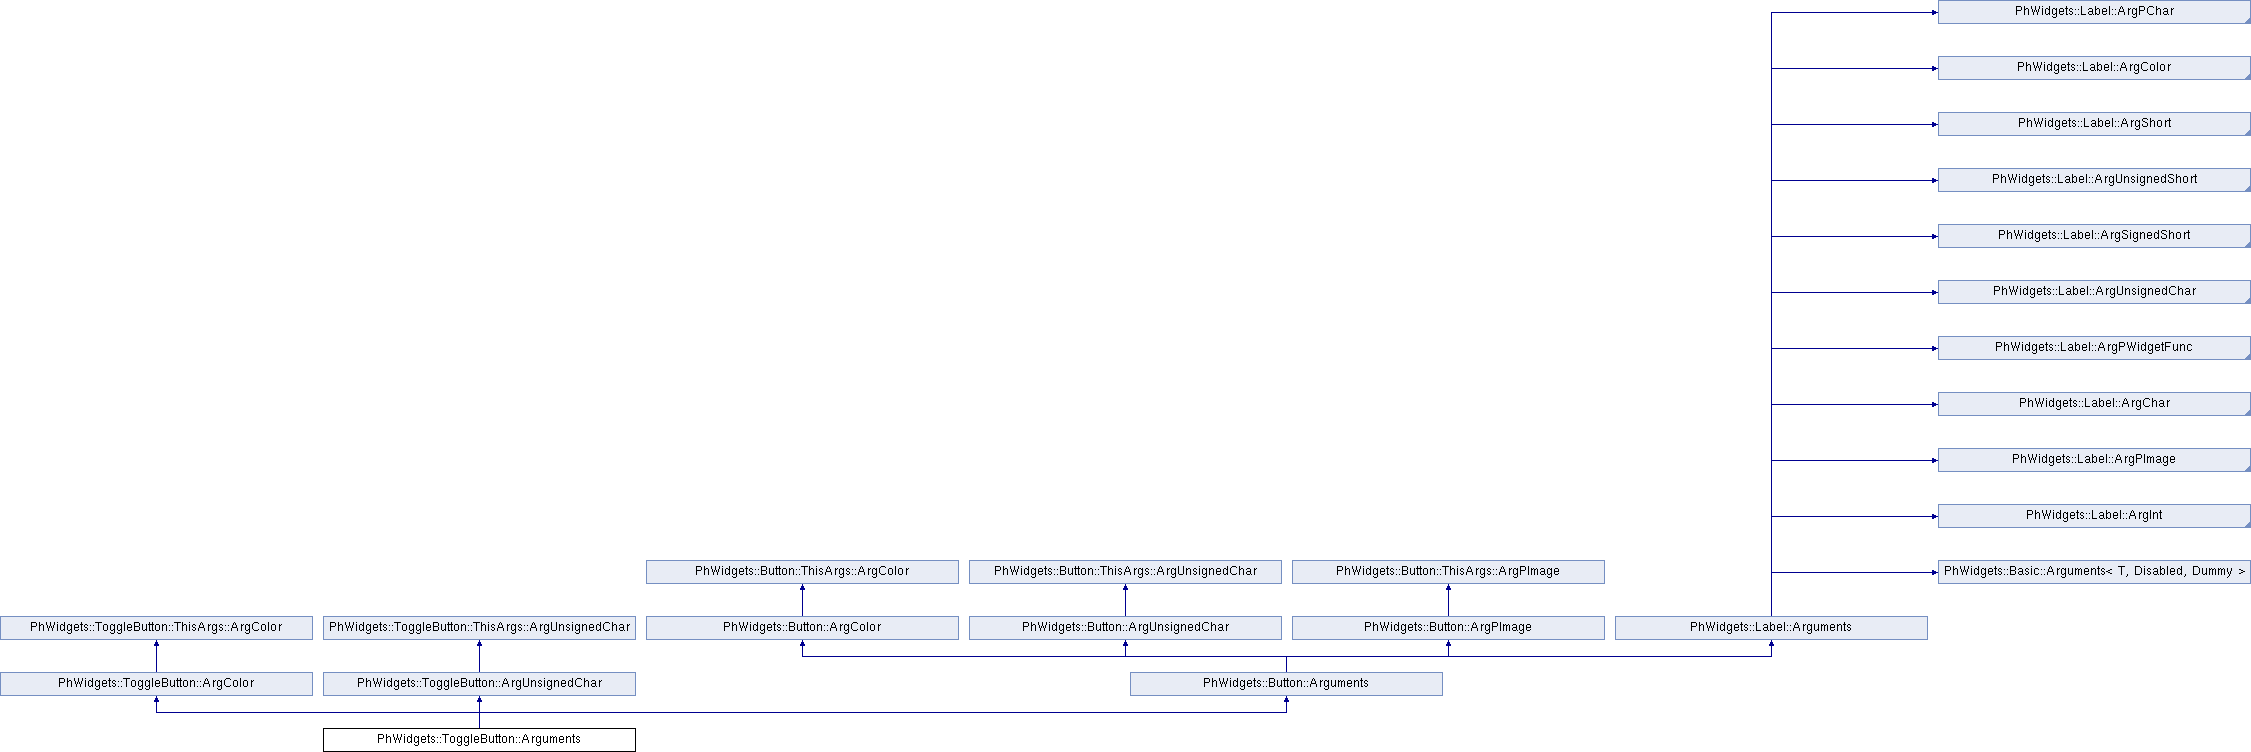 PhWidgets::Label::ArgPChar
PhWidgets::Label::ArgColor
PhWidgets::Label::ArgShort
PhWidgets::Label::ArgUnsignedShort
PhWidgets::Label::ArgSignedShort
PhWidgets::Label::ArgUnsignedChar
PhWidgets::Label::ArgPWidgetFunc
PhWidgets::Label::ArgChar
PhWidgets::Label::ArgPImage
PhWidgets::Label::ArgInt
PhWidgets::Button::ThisArgs::ArgColor
PhWidgets::Button::ThisArgs::ArgUnsignedChar
PhWidgets::Button::ThisArgs::ArgPImage
PhWidgets::Basic::Arguments< T, Disabled, Dummy >
PhWidgets::ToggleButton::ThisArgs::ArgColor
PhWidgets::ToggleButton::ThisArgs::ArgUnsignedChar
PhWidgets::Button::ArgColor
PhWidgets::Button::ArgUnsignedChar
PhWidgets::Button::ArgPImage
PhWidgets::Label::Arguments
PhWidgets::ToggleButton::ArgColor
PhWidgets::ToggleButton::ArgUnsignedChar
PhWidgets::Button::Arguments
PhWidgets::ToggleButton::Arguments